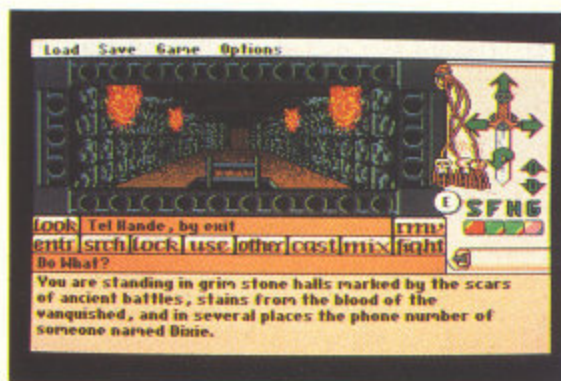 Load Save Game Options
E
SFHG
Look Tel Hande, by exit
entr srch Lock use other cast mix fight
Do What?
You are standing in grim stone halls marked by the scars
of ancient battles, stains from the blood of the
vanquished, and in several places the phone number of
someone named Dixie.